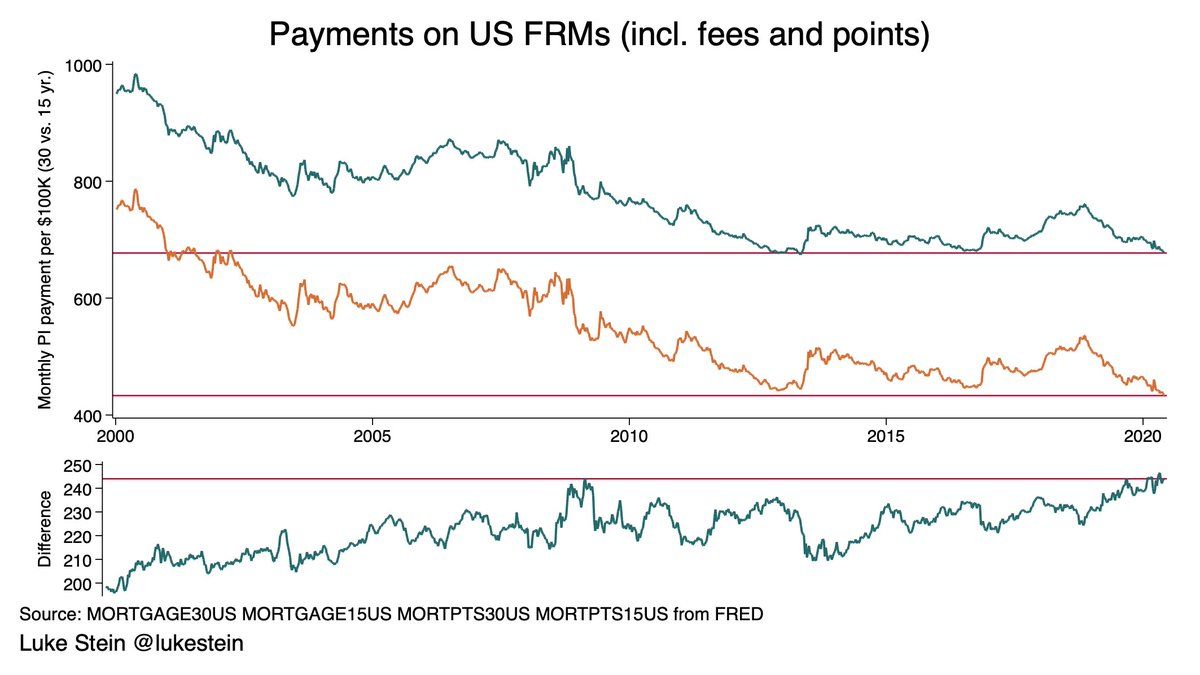 Payments on US FRMs (incl. fees and points)
Monthly PI payment per $100K (30 vs. 15 yr.)
1000
800
600
400
2000 2005 2010 2015 2020
Difference
250
240
230
220
210
200
Source: MORTGAGE30US MORTGAGE15US MORTPTS30US MORTPTS15US from FRED
Luke Stein @lukestein